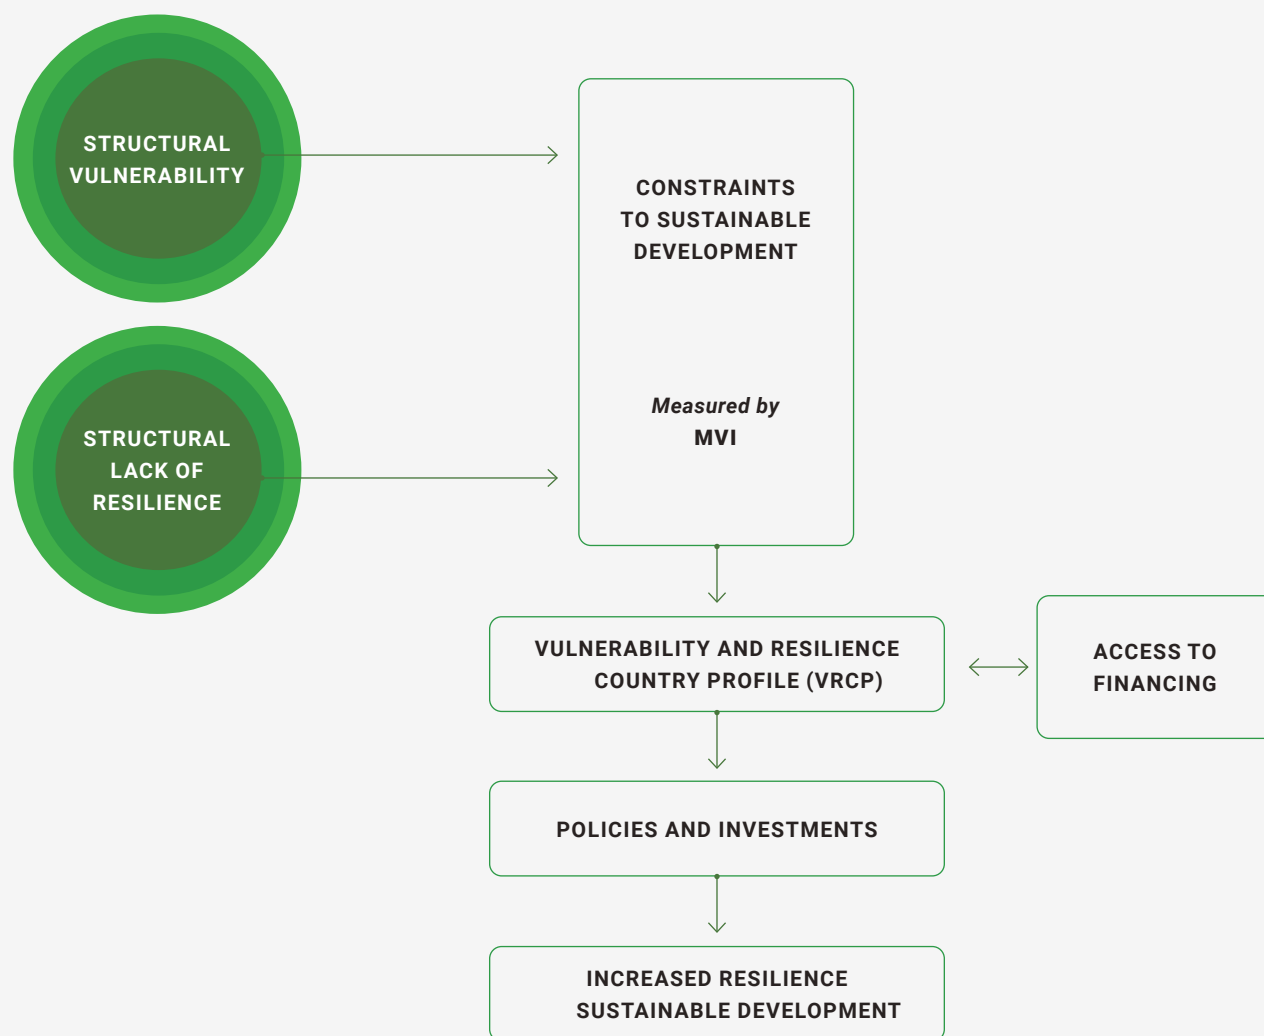 STRUCTURAL
VULNERABILITY
CONSTRAINTS
TO SUSTAINABLE
DEVELOPMENT
Measured by
MVI
STRUCTURAL
LACK OF
RESILIENCE
VULNERABILITY AND RESILIENCE
COUNTRY PROFILE (VRCP)
ACCESS TO
FINANCING
POLICIES AND INVESTMENTS
INCREASED RESILIENCE
SUSTAINABLE DEVELOPMENT